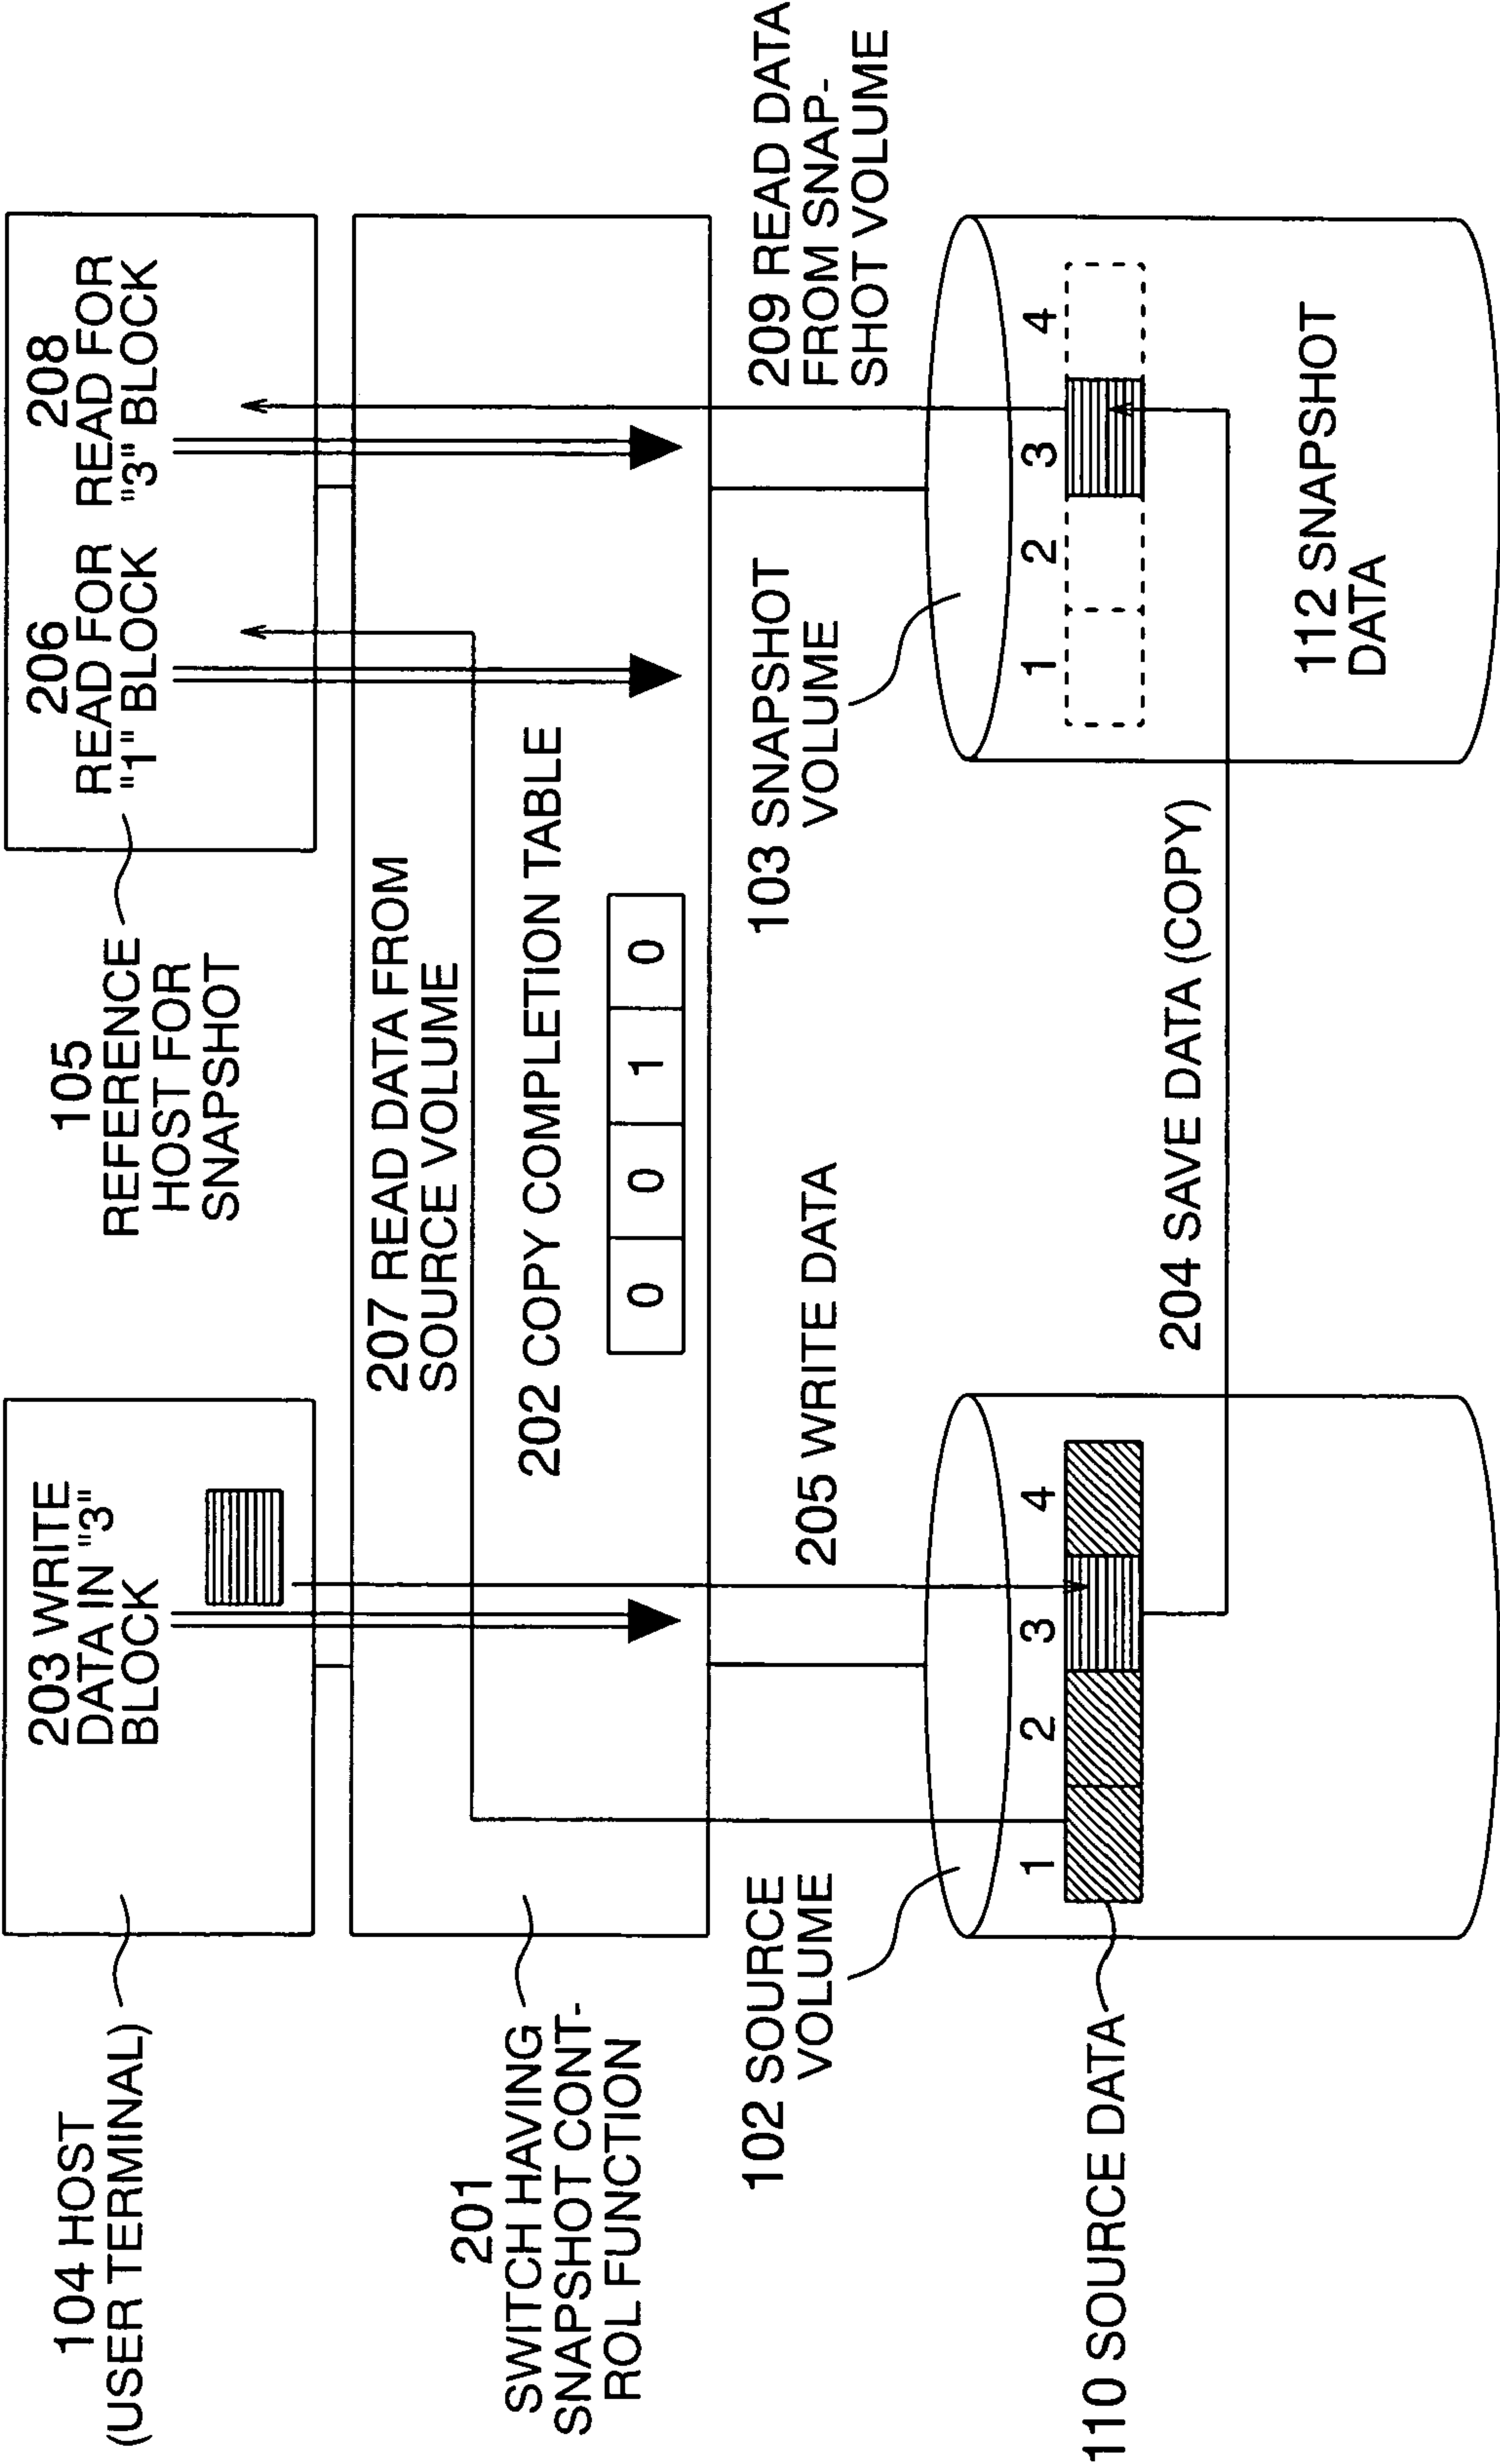 104 HOST
(USER TERMINAL)
203 WRITE
DATA IN "3"
BLOCK
105
REFERENCE
HOST FOR
SNAPSHOT
206
READ FOR
"1" BLOCK
208
READ FOR
"3" BLOCK
201
SWITCH HAVING
SNAPSHOT CONT-
ROL FUNCTION
207 READ DATA FROM
SOURCE VOLUME
202 COPY COMPLETION TABLE
0 0 1 0
102 SOURCE
VOLUME
205 WRITE DATA
103 SNAPSHOT
VOLUME
209 READ DATA
FROM SNAP-
SHOT VOLUME
1 2 3 4
1 2 3 4
110 SOURCE DATA
204 SAVE DATA (COPY)
112 SNAPSHOT
DATA